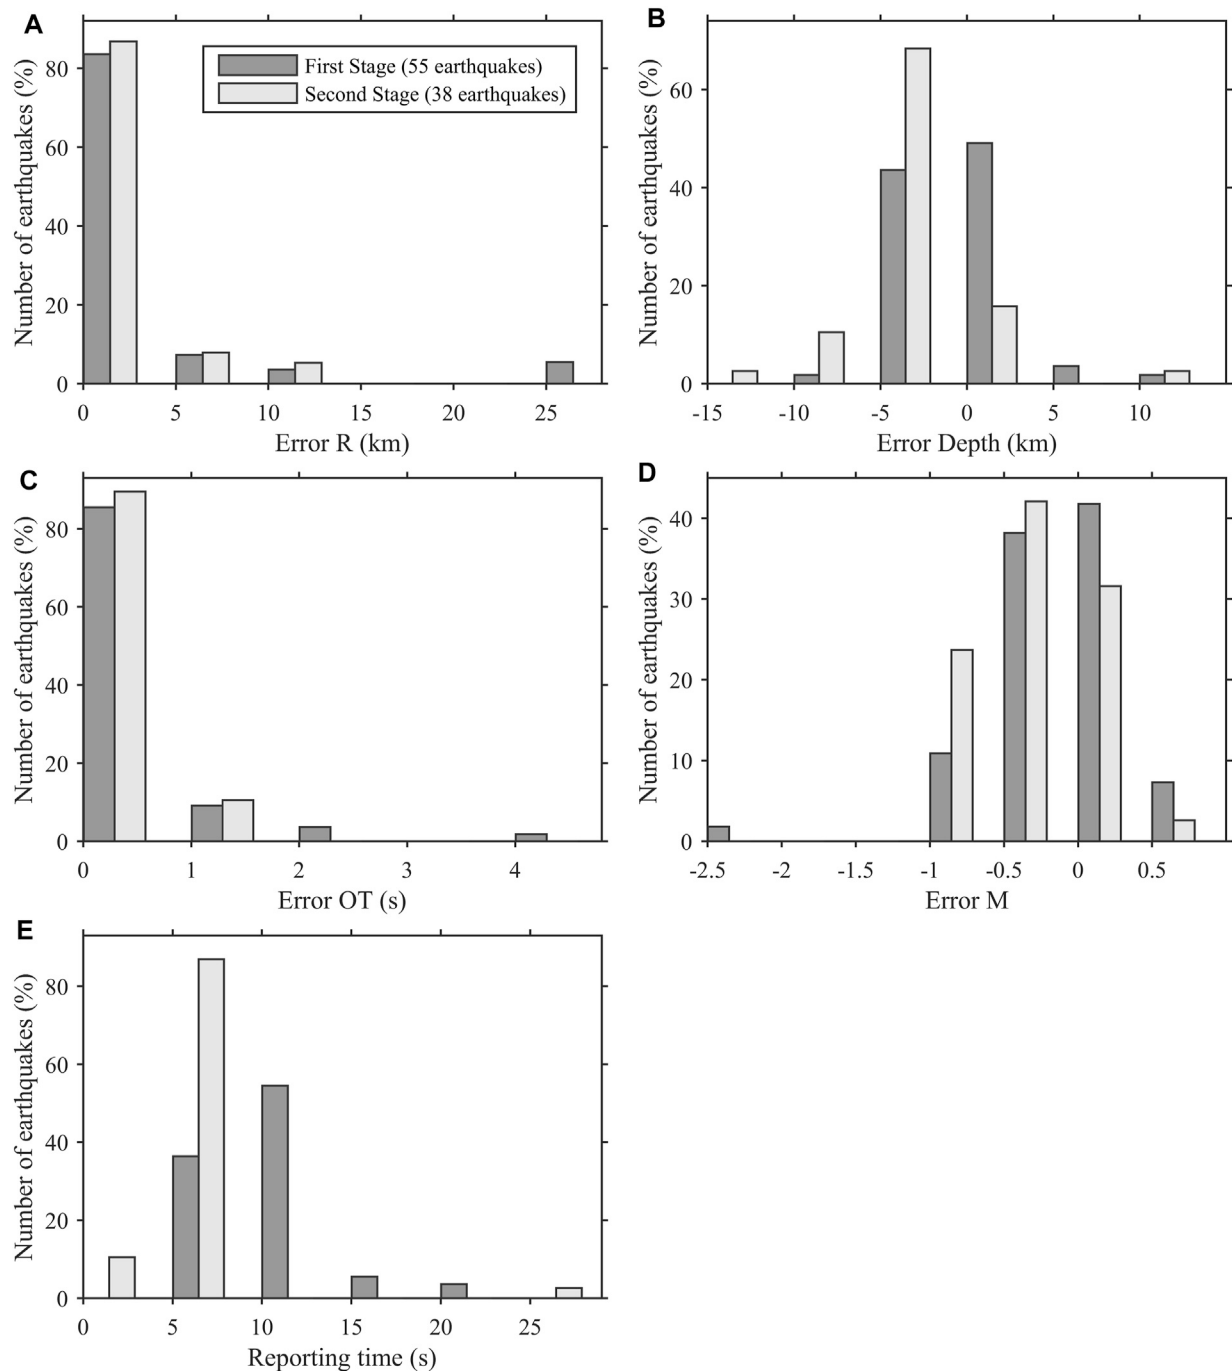 A
Number of earthquakes (%)
80
60
40
20
0
0 5 10 15 20 25
Error R (km)
First Stage (55 earthquakes)
Second Stage (38 earthquakes)
B
Number of earthquakes (%)
60
40
20
0
-15 -10 -5 0 5 10
Error Depth (km)
C
Number of earthquakes (%)
80
60
40
20
0
0 1 2 3 4
Error OT (s)
D
Number of earthquakes (%)
40
30
20
10
0
-2.5 -2 -1.5 -1 -0.5 0 0.5
Error M
E
Number of earthquakes (%)
80
60
40
20
0
0 5 10 15 20 25
Reporting time (s)